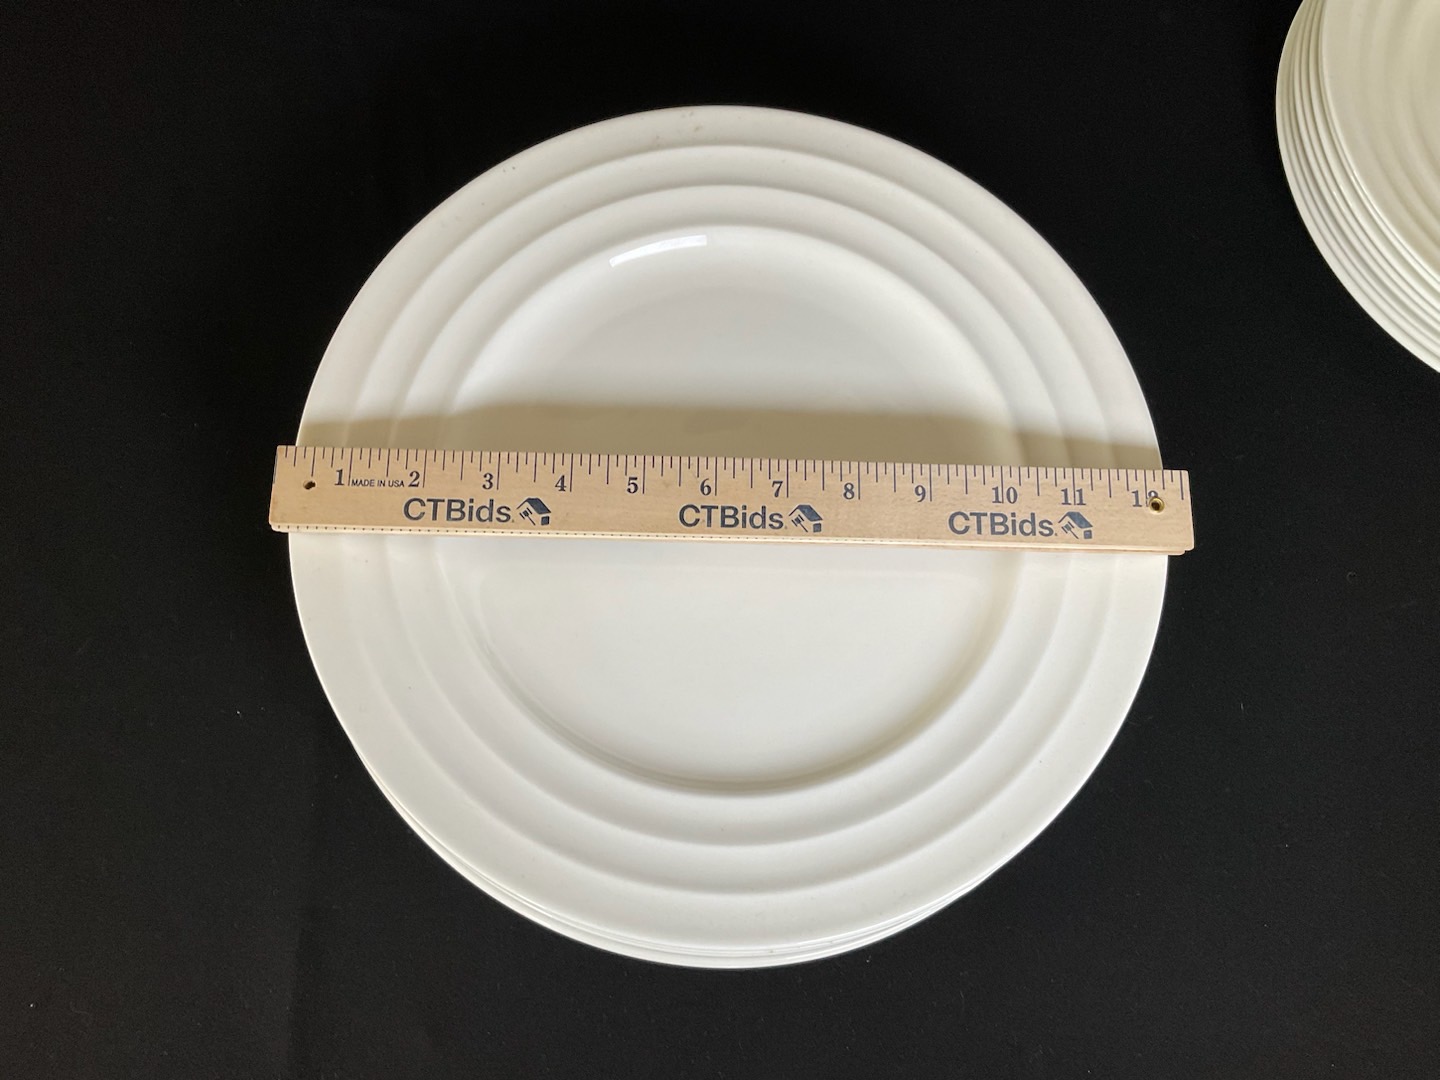 1 MADE IN USA 2 3 4 5 6 7 8 9 10 11 12
CTBids. CTBids. CTBids.